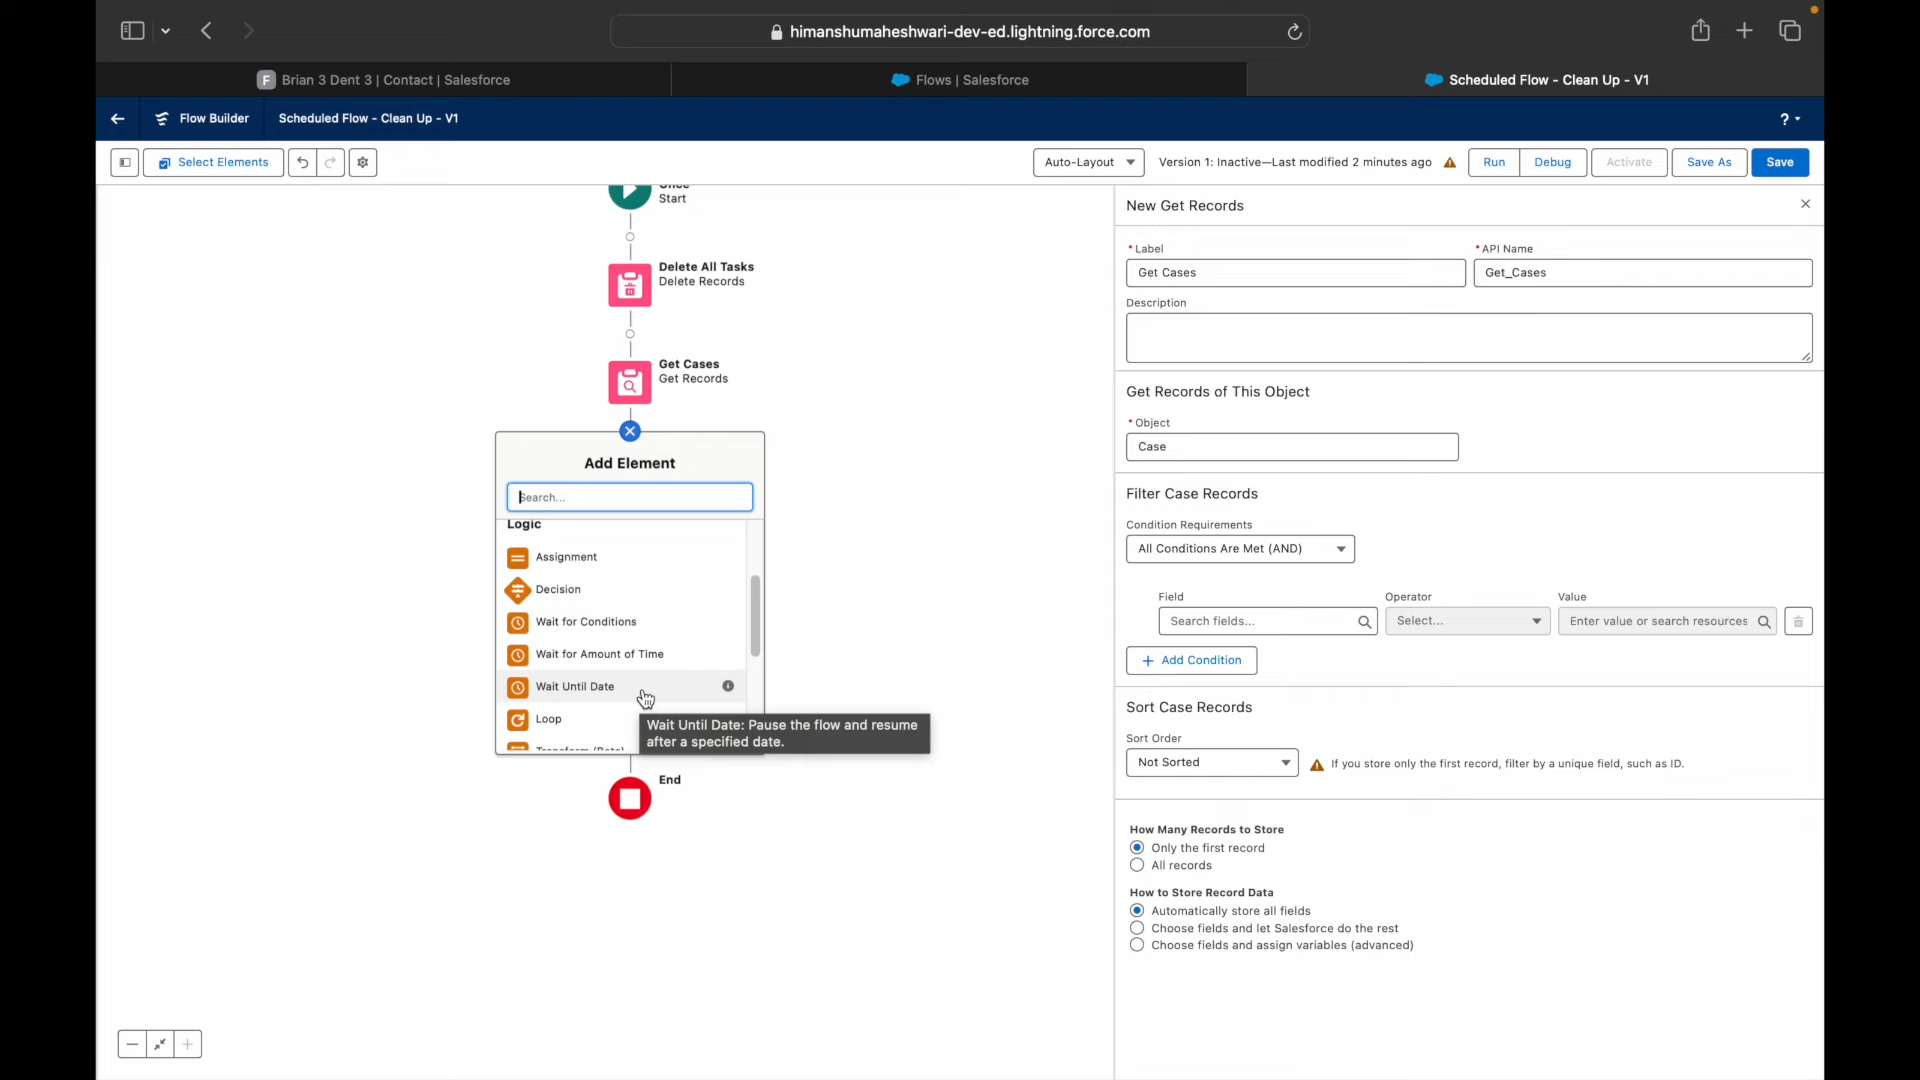 himanshumaheshwari-dev-ed.lightning.force.com
F Brian 3 Dent 3 | Contact | Salesforce
Flows | Salesforce
Scheduled Flow - Clean Up - V1
Flow Builder
Scheduled Flow - Clean Up - V1
?
Select Elements
Auto-Layout
Version 1: Inactive—Last modified 2 minutes ago
Run
Debug
Activate
Save As
Save
Once
Start
Delete All Tasks
Delete Records
Get Cases
Get Records
Add Element
Search...
Logic
Assignment
Decision
Wait for Conditions
Wait for Amount of Time
Wait Until Date
Loop
Transform (Beta)
Wait Until Date: Pause the flow and resume
after a specified date.
End
New Get Records
* Label
Get Cases
* API Name
Get_Cases
Description
Get Records of This Object
* Object
Case
Filter Case Records
Condition Requirements
All Conditions Are Met (AND)
Field
Search fields...
Operator
Select...
Value
Enter value or search resources
+ Add Condition
Sort Case Records
Sort Order
Not Sorted
If you store only the first record, filter by a unique field, such as ID.
How Many Records to Store
Only the first record
All records
How to Store Record Data
Automatically store all fields
Choose fields and let Salesforce do the rest
Choose fields and assign variables (advanced)